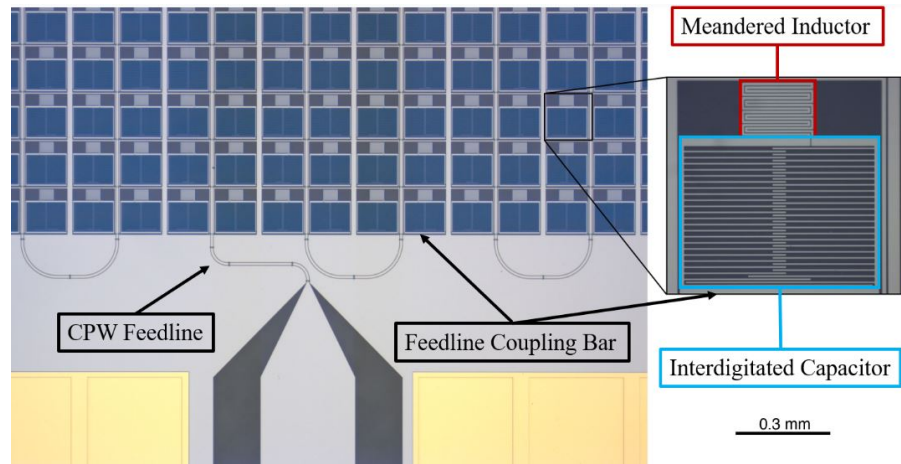 Meandered Inductor
CPW Feedline
Feedline Coupling Bar
Interdigitated Capacitor
0.3 mm